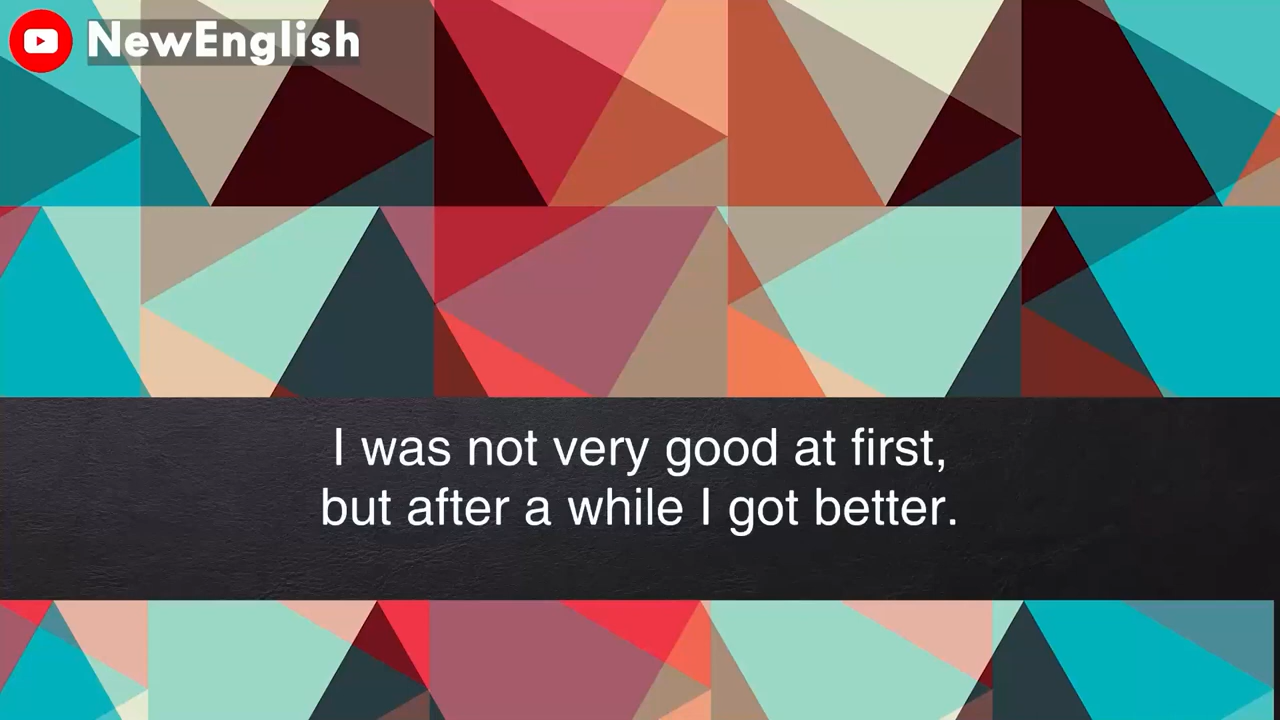 NewEnglish
I was not very good at first,
but after a while I got better.